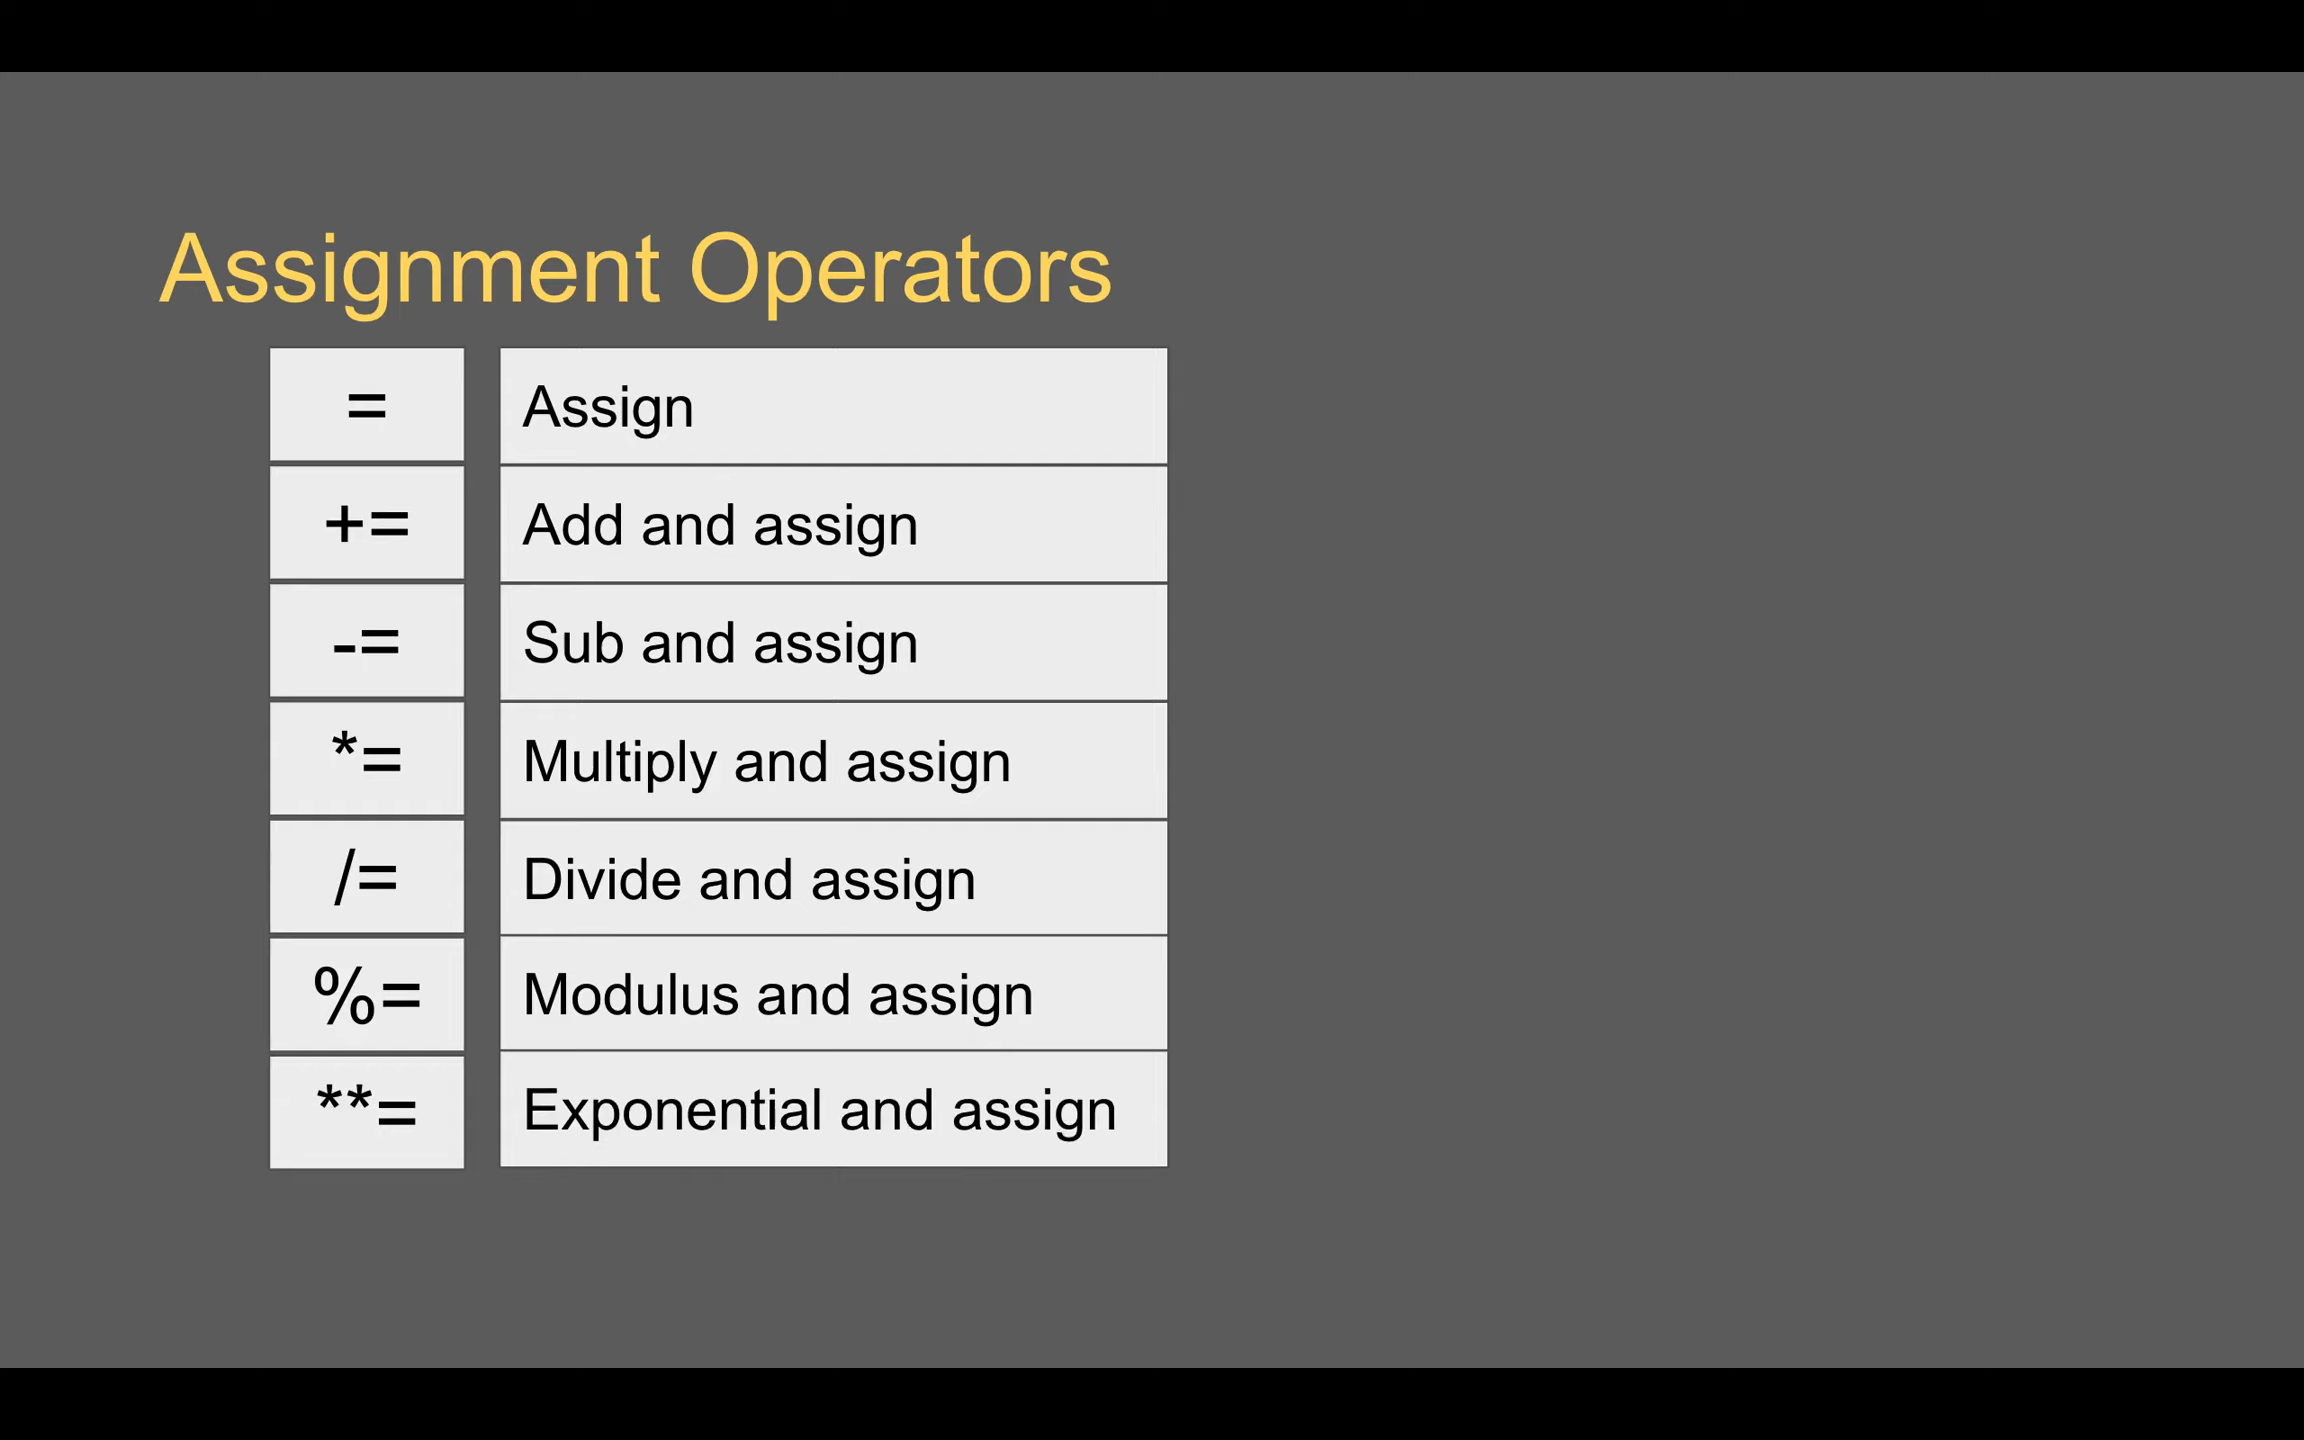 Assignment Operators
= Assign
+= Add and assign
-= Sub and assign
*= Multiply and assign
/= Divide and assign
%= Modulus and assign
**= Exponential and assign